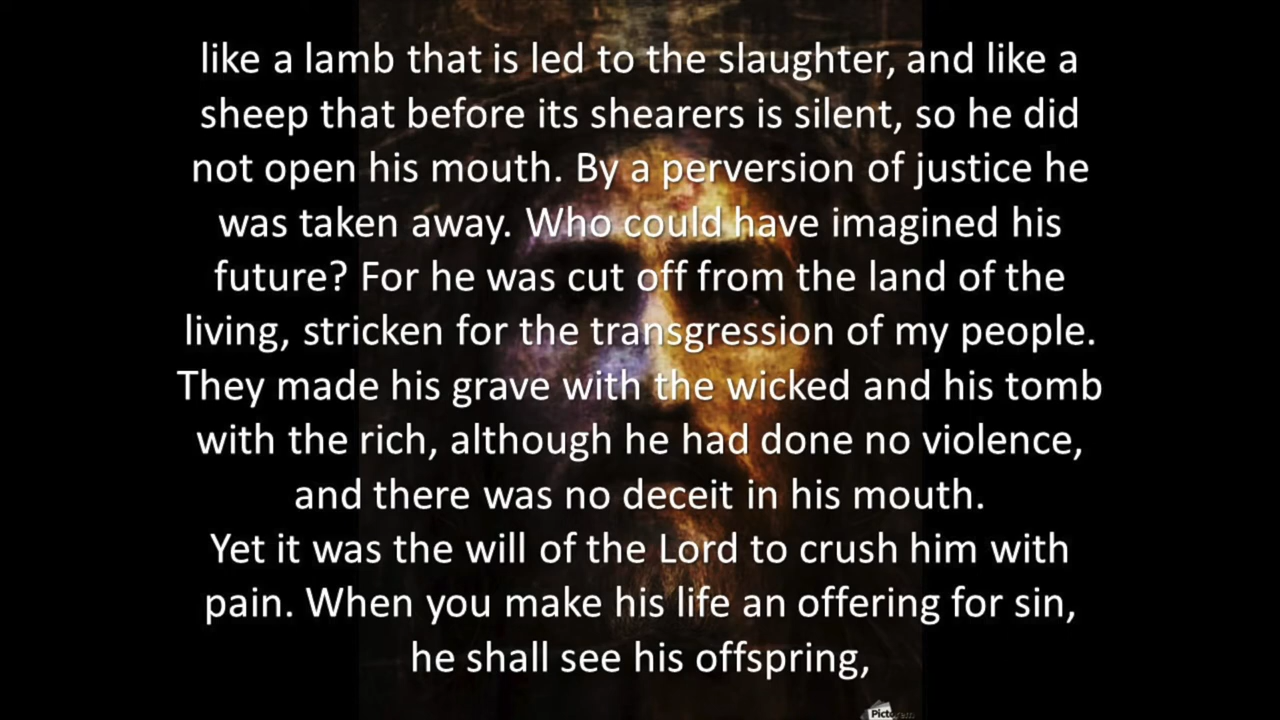 like a lamb that is led to the slaughter, and like a
sheep that before its shearers is silent, so he did
not open his mouth. By a perversion of justice he
was taken away. Who could have imagined his
future? For he was cut off from the land of the
living, stricken for the transgression of my people.
They made his grave with the wicked and his tomb
with the rich, although he had done no violence,
and there was no deceit in his mouth.
Yet it was the will of the Lord to crush him with
pain. When you make his life an offering for sin,
he shall see his offspring,